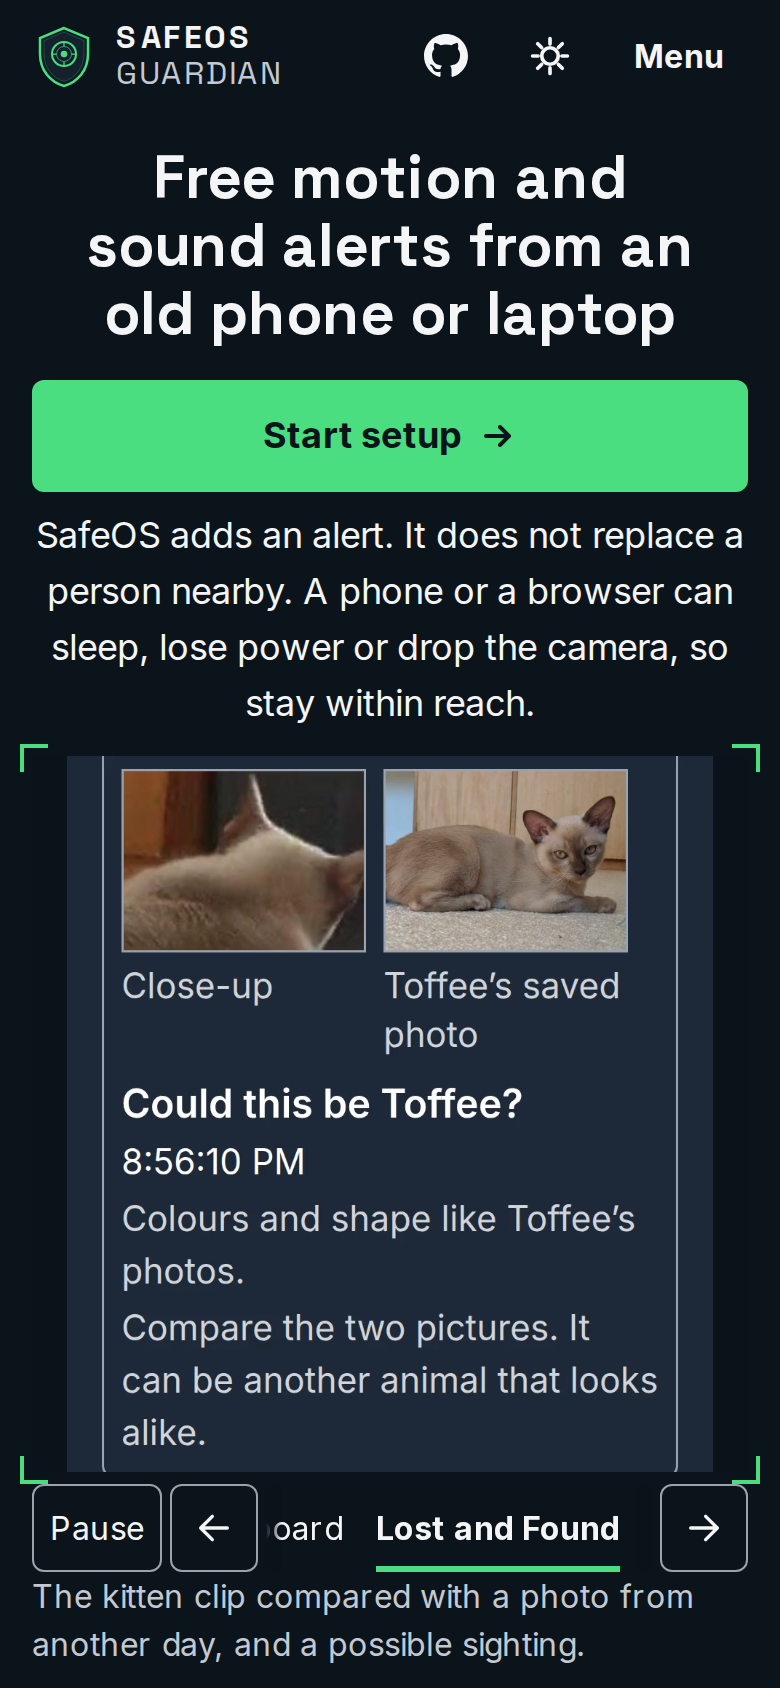 SAFEOS
GUARDIAN
Menu
Free motion and
sound alerts from an
old phone or laptop
Start setup →
SafeOS adds an alert. It does not replace a
person nearby. A phone or a browser can
sleep, lose power or drop the camera, so
stay within reach.
Close-up
Toffee’s saved
photo
Could this be Toffee?
8:56:10 PM
Colours and shape like Toffee’s
photos.
Compare the two pictures. It
can be another animal that looks
alike.
Pause ← oard Lost and Found →
The kitten clip compared with a photo from
another day, and a possible sighting.